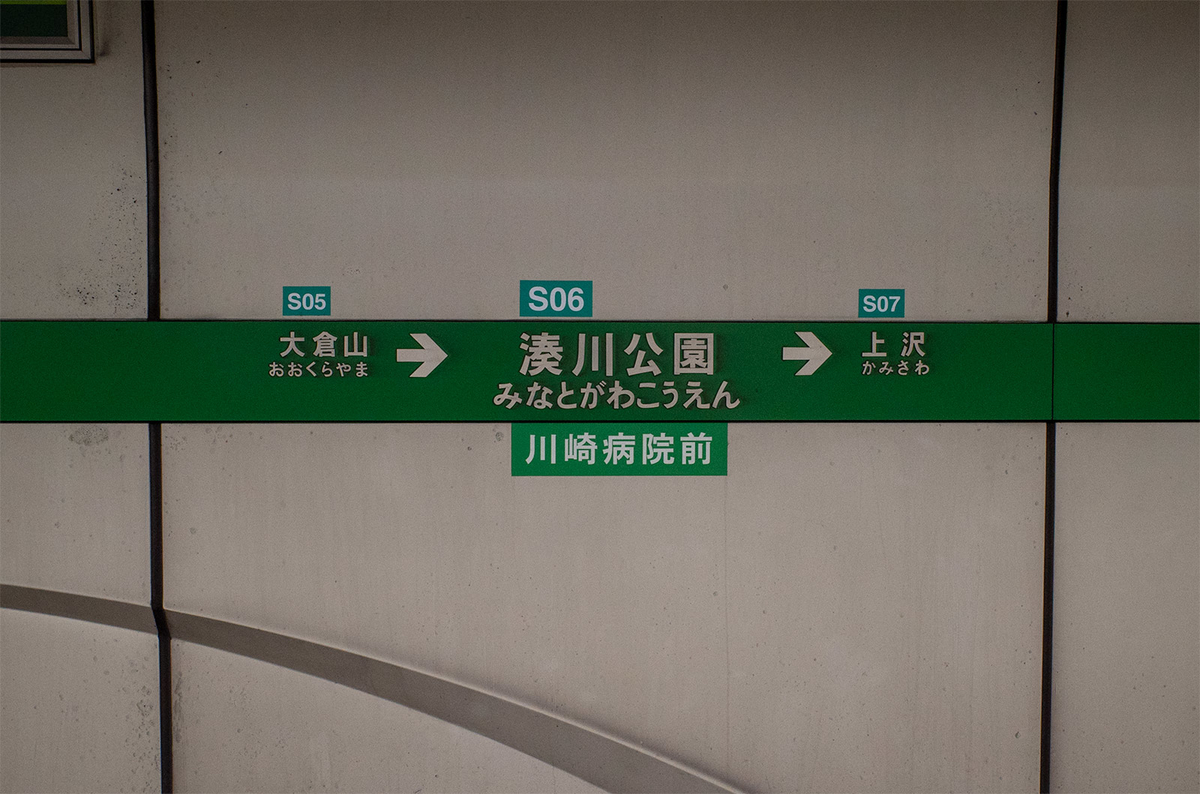 S05
大倉山
おおくらやま
S06
湊川公園
みなとがわこうえん
川崎病院前
S07
上沢
かみさわ